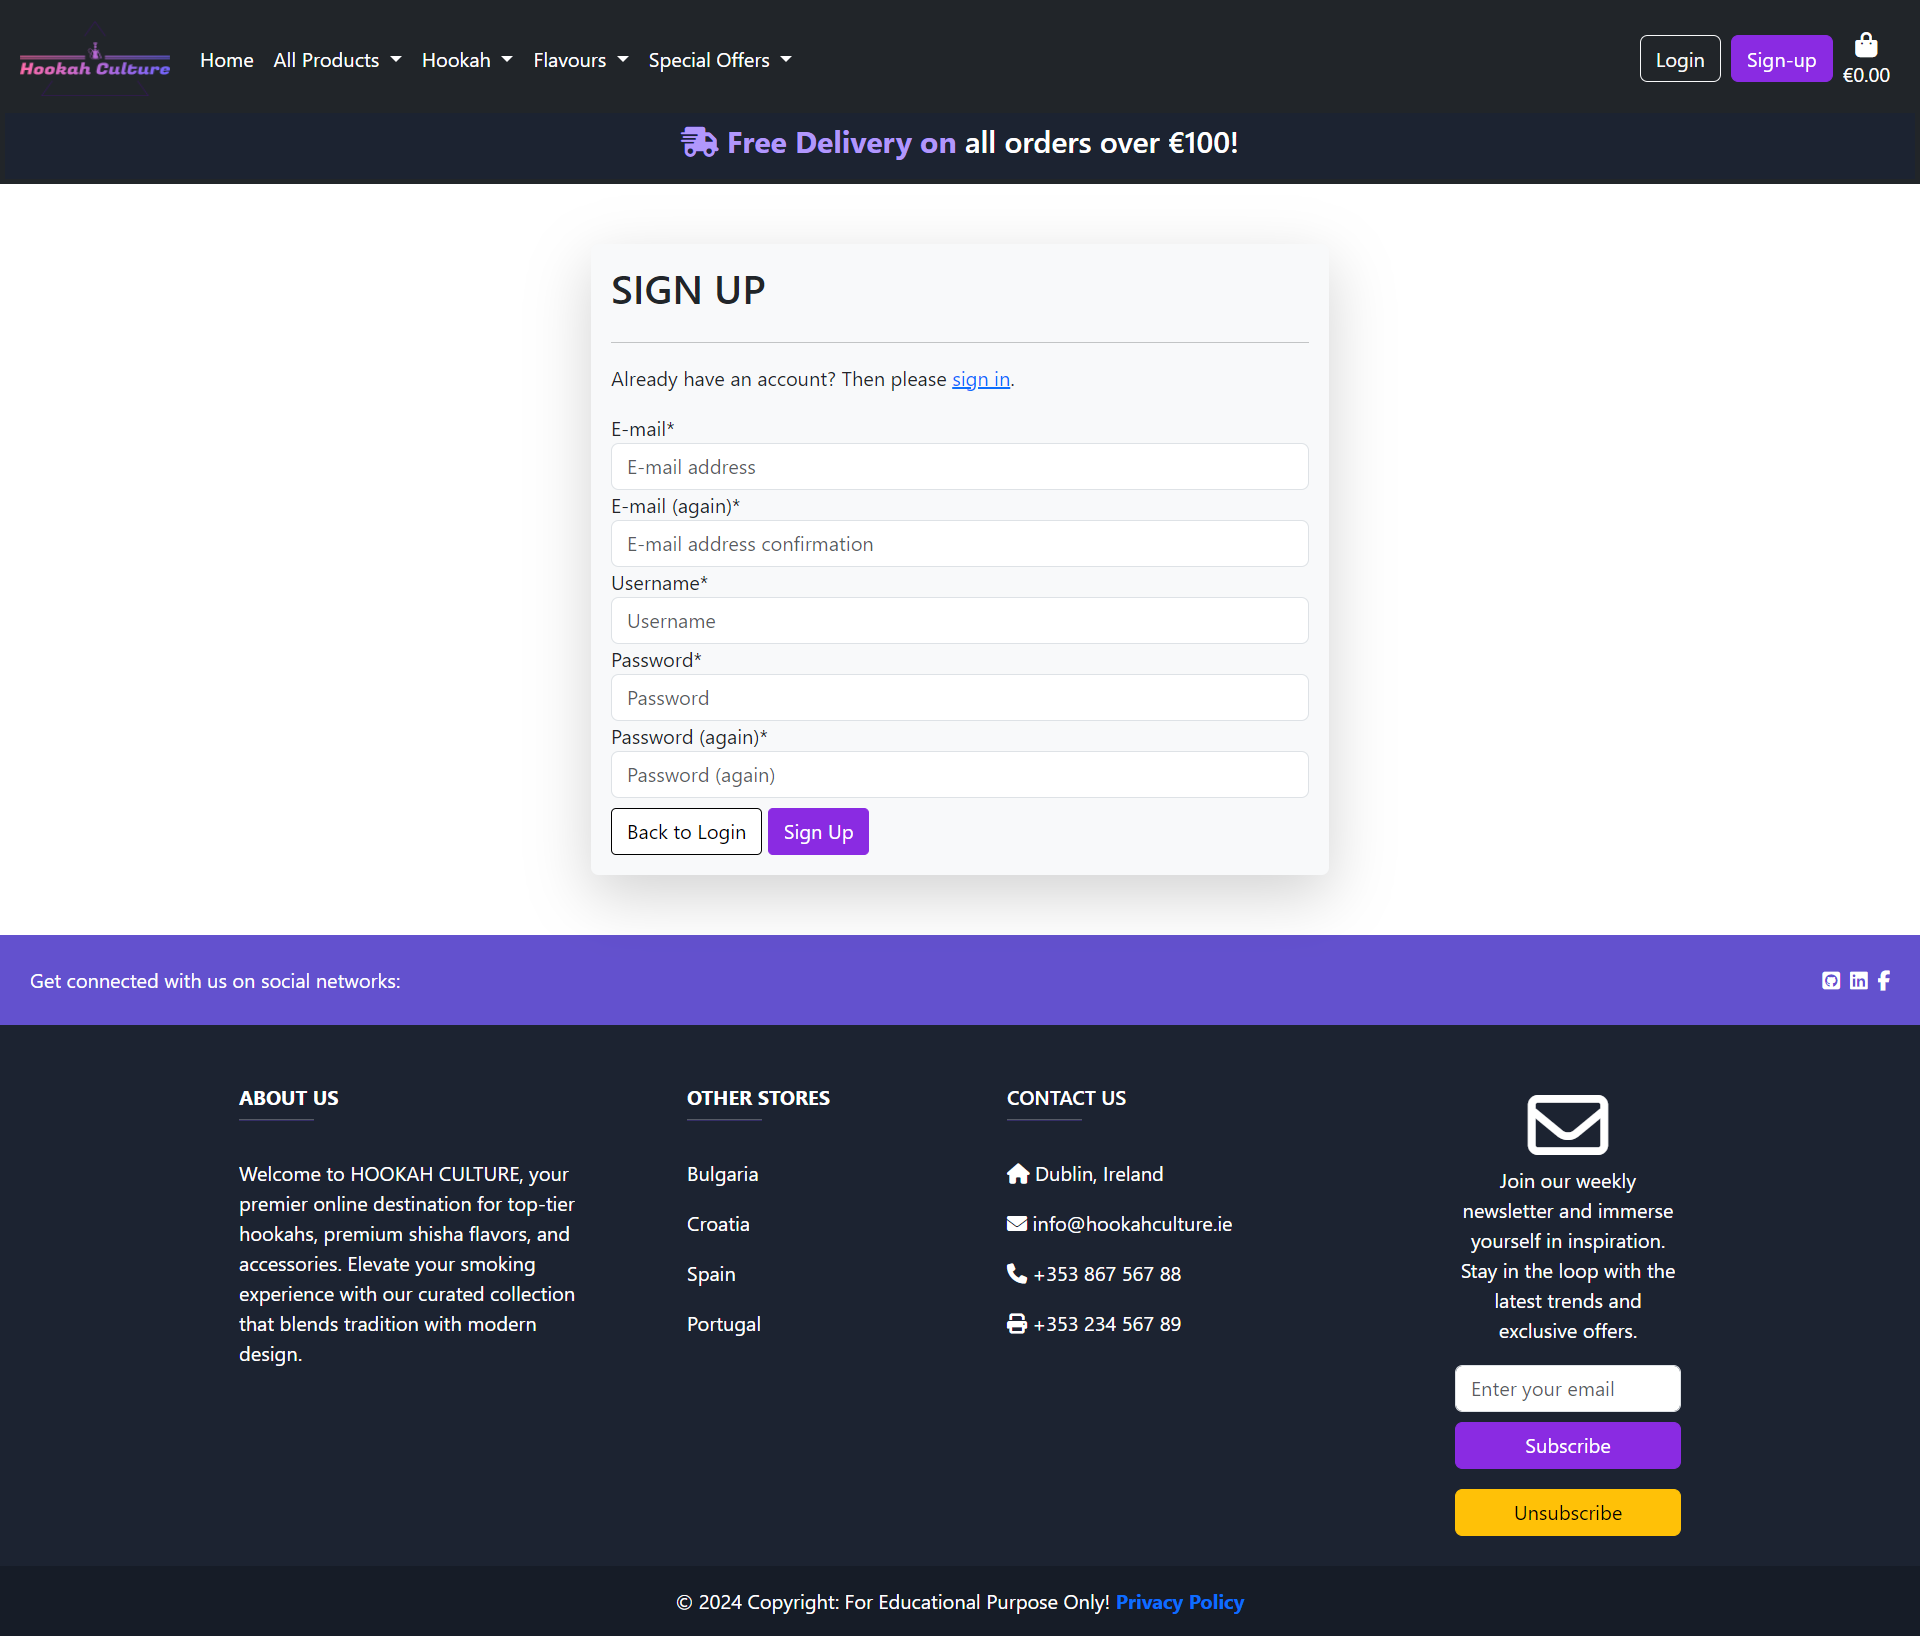 Hookah Culture
Home All Products Hookah Flavours Special Offers Login Sign-up €0.00
Free Delivery on all orders over €100!
SIGN UP
Already have an account? Then please sign in.
E-mail*
E-mail address
E-mail (again)*
E-mail address confirmation
Username*
Username
Password*
Password
Password (again)*
Password (again)
Back to Login Sign Up
Get connected with us on social networks:
ABOUT US
Welcome to HOOKAH CULTURE, your
premier online destination for top-tier
hookahs, premium shisha flavors, and
accessories. Elevate your smoking
experience with our curated collection
that blends tradition with modern
design.
OTHER STORES
Bulgaria
Croatia
Spain
Portugal
CONTACT US
Dublin, Ireland
info@hookahculture.ie
+353 867 567 88
+353 234 567 89
Join our weekly
newsletter and immerse
yourself in inspiration.
Stay in the loop with the
latest trends and
exclusive offers.
Enter your email
Subscribe
Unsubscribe
© 2024 Copyright: For Educational Purpose Only! Privacy Policy